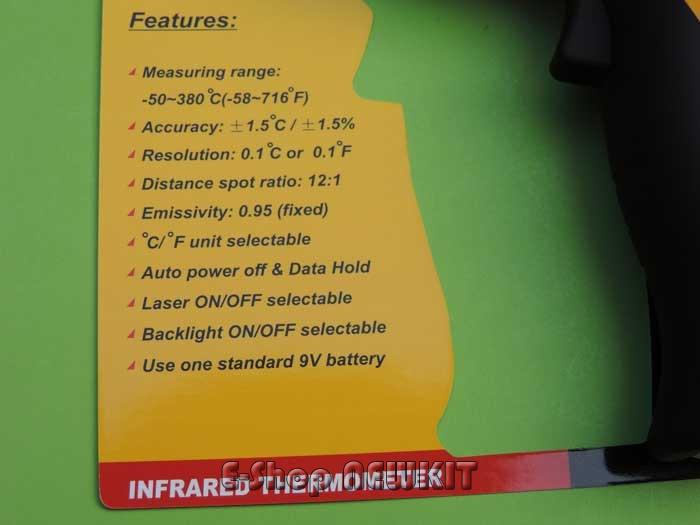 Features:
Measuring range:
-50~380°C(-58~716°F)
Accuracy: ±1.5°C / ±1.5%
Resolution: 0.1°C or 0.1°F
Distance spot ratio: 12:1
Emissivity: 0.95 (fixed)
°C/°F unit selectable
Auto power off & Data Hold
Laser ON/OFF selectable
Backlight ON/OFF selectable
Use one standard 9V battery
INFRARED THERMOMETER